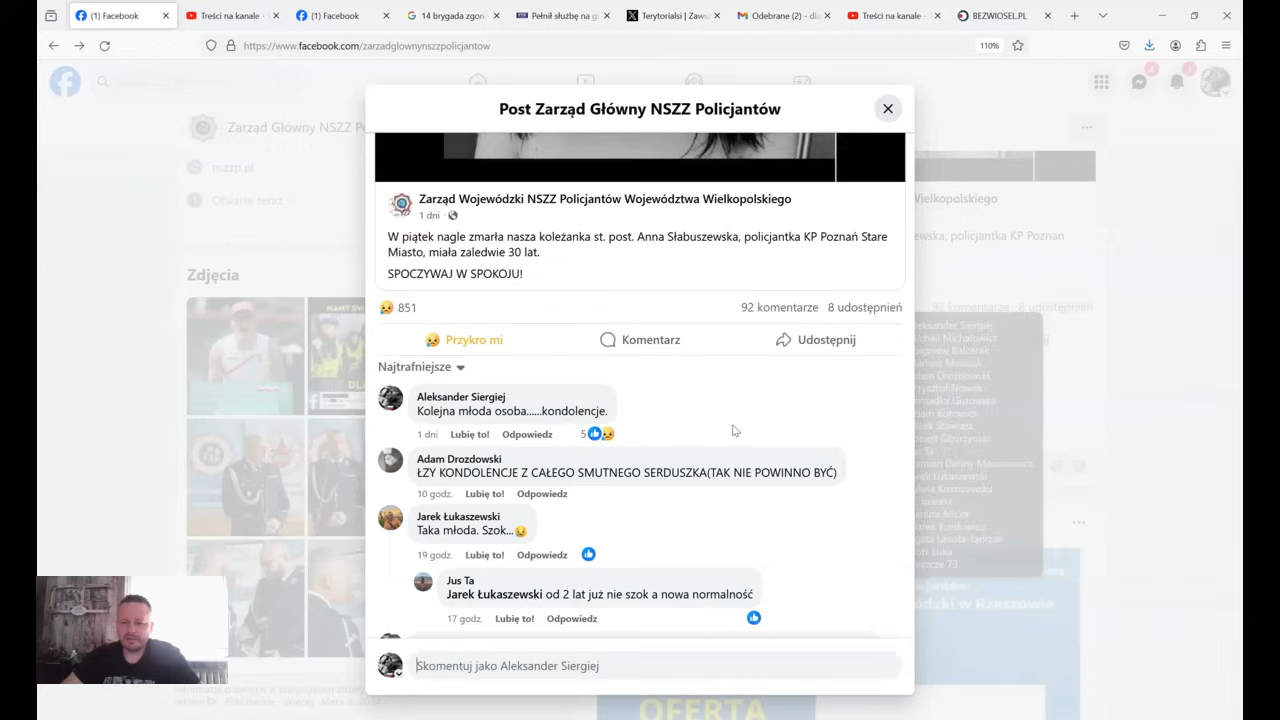 (1) Facebook
Treści na kanale -
(1) Facebook
14 brygada zgon
Pełnił służbę na g
Terytorialsi | Zaws
Odebrane (2) - dla
Treści na kanale -
BEZWIOSEL.PL
https://www.facebook.com/zarzadglownynszzpolicjantow
110%
Post Zarząd Główny NSZZ Policjantów
Zarząd Główny NSZZ P
nszzp.pl
Otwarte teraz
Zdjęcia
Zarząd Wojewódzki NSZZ Policjantów Województwa Wielkopolskiego
1 dni ·
W piątek nagle zmarła nasza koleżanka st. post. Anna Słabuszewska, policjantka KP Poznań Stare
Miasto, miała zaledwie 30 lat.
SPOCZYWAJ W SPOKOJU!
851
92 komentarze 8 udostępnień
Przykro mi
Komentarz
Udostępnij
Najtrafniejsze
Aleksander Siergiej
Kolejna młoda osoba......kondolencje.
1 dni Lubię to! Odpowiedz 5
Adam Drozdowski
ŁZY KONDOLENCJE Z CAŁEGO SMUTNEGO SERDUSZKA(TAK NIE POWINNO BYĆ)
10 godz. Lubię to! Odpowiedz
Jarek Łukaszewski
Taka młoda. Szok...
19 godz. Lubię to! Odpowiedz
Jus Ta
Jarek Łukaszewski od 2 lat już nie szok a nowa normalność
17 godz. Lubię to! Odpowiedz
Skomentuj jako Aleksander Siergiej
OFERTA